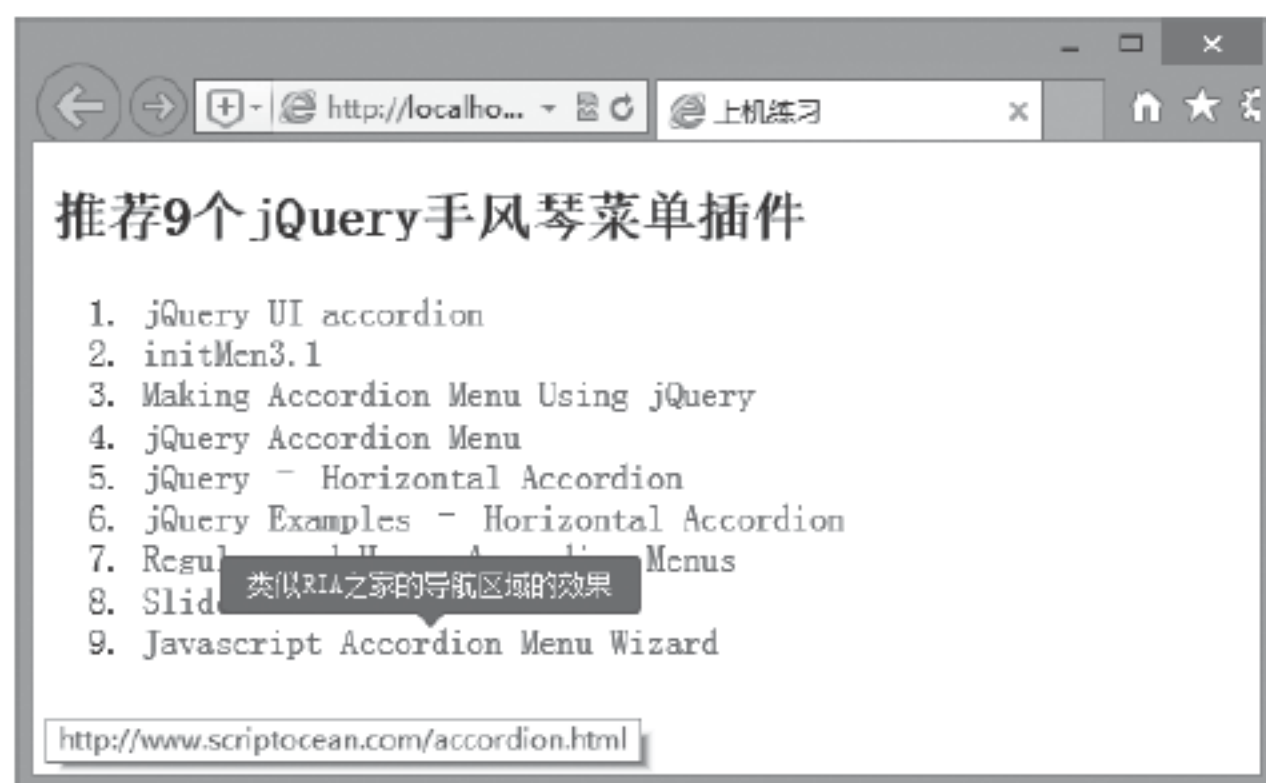 http://localho...
上机练习
推荐9个jQuery手风琴菜单插件
1. jQuery UI accordion
2. initMen3.1
3. Making Accordion Menu Using jQuery
4. jQuery Accordion Menu
5. jQuery - Horizontal Accordion
6. jQuery Examples - Horizontal Accordion
7. Menus
8.
类似RIA之家的导航区域的效果
9. Javascript Accordion Menu Wizard
http://www.scriptocean.com/accordion.html